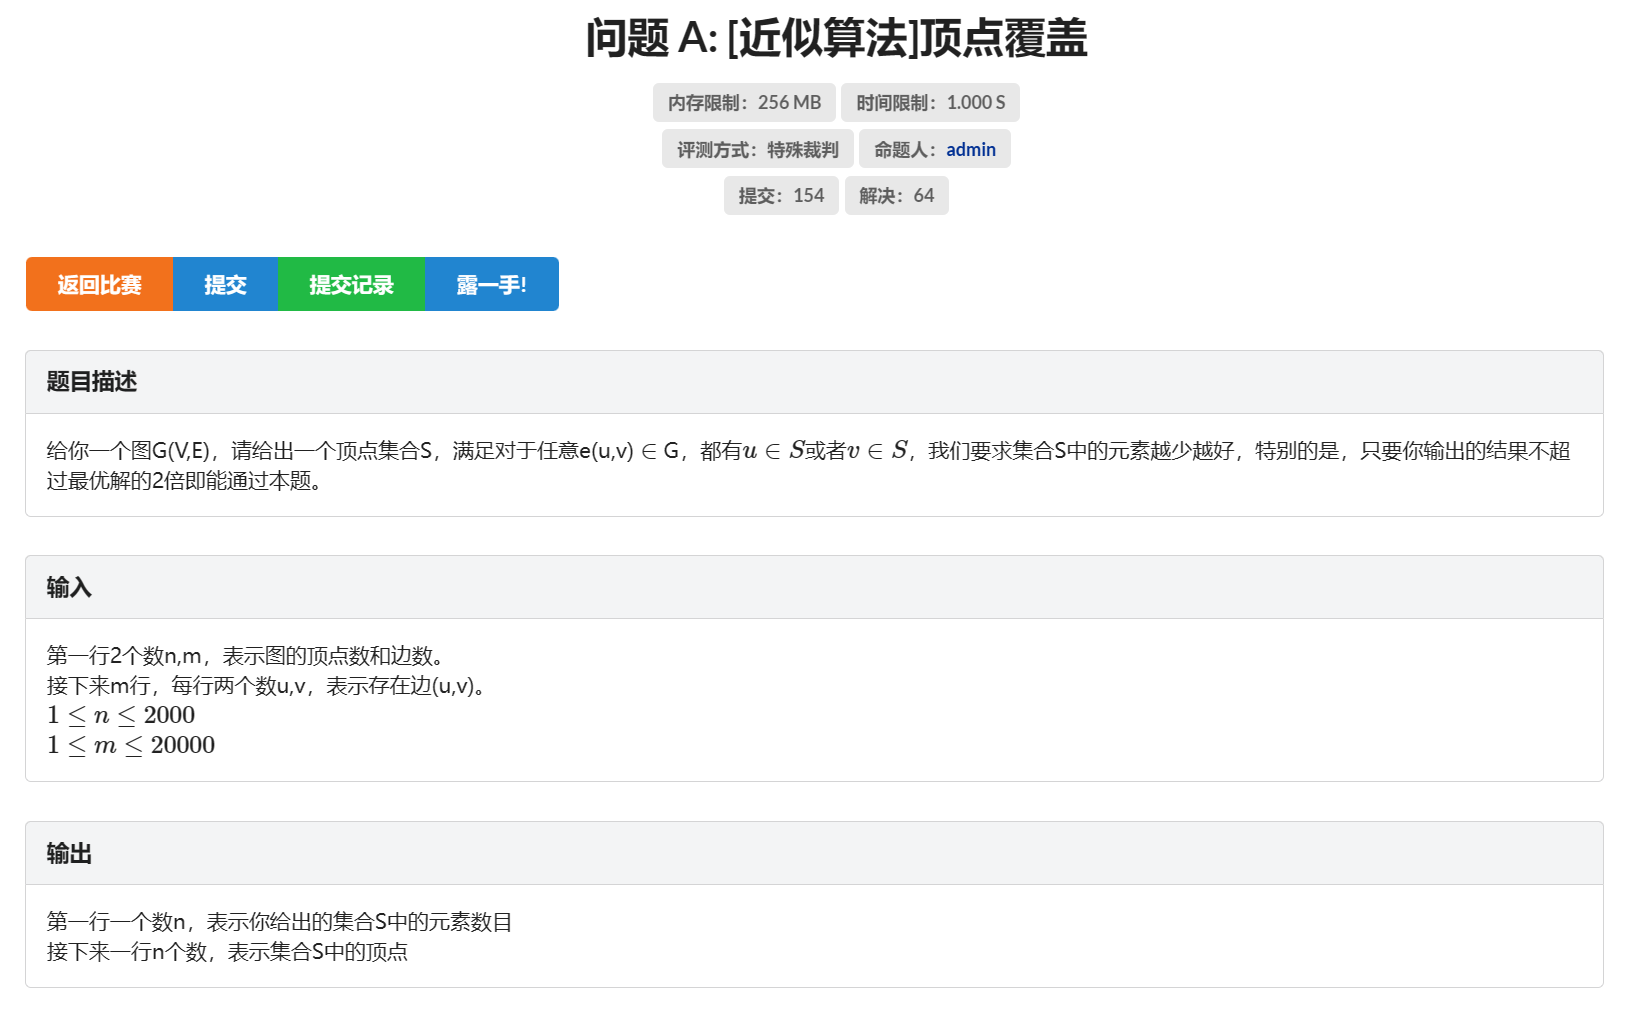 问题 A: [近似算法]顶点覆盖
内存限制：256 MB 时间限制：1.000 S
评测方式：特殊裁判 命题人：admin
提交：154 解决：64
返回比赛 提交 提交记录 露一手!
题目描述
给你一个图G(V,E)，请给出一个顶点集合S，满足对于任意e(u,v) ∈ G，都有u ∈ S或者v ∈ S，我们要求集合S中的元素越少越好，特别的是，只要你输出的结果不超
过最优解的2倍即能通过本题。
输入
第一行2个数n,m，表示图的顶点数和边数。
接下来m行，每行两个数u,v，表示存在边(u,v)。
1 ≤ n ≤ 2000
1 ≤ m ≤ 20000
输出
第一行一个数n，表示你给出的集合S中的元素数目
接下来一行n个数，表示集合S中的顶点